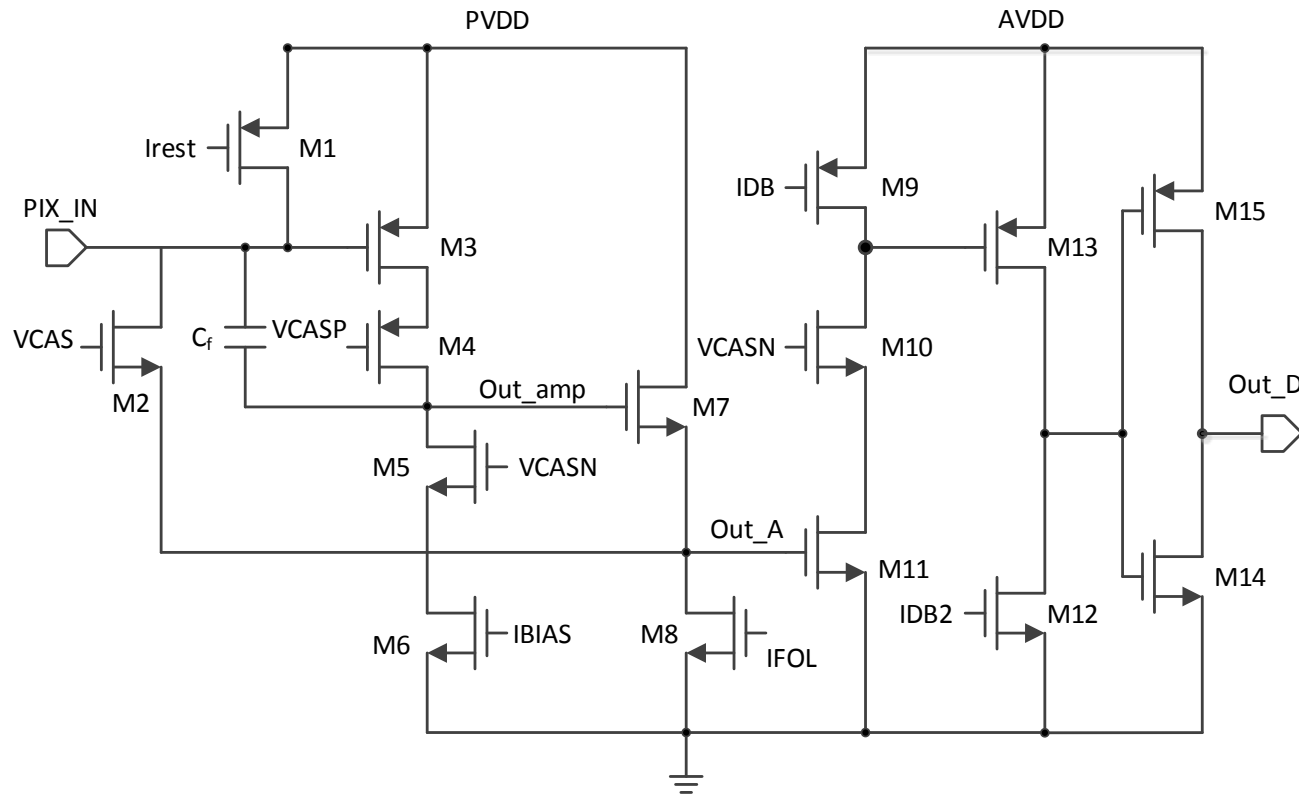 PVDD
AVDD
Irest
M1
IDB
M9
PIX_IN
M3
M13
M15
VCAS
Cf
VCASP
M4
VCASN
M10
M2
Out_amp
M7
Out_D
M5
VCASN
Out_A
M11
M14
M6
IBIAS
M8
IFOL
IDB2
M12